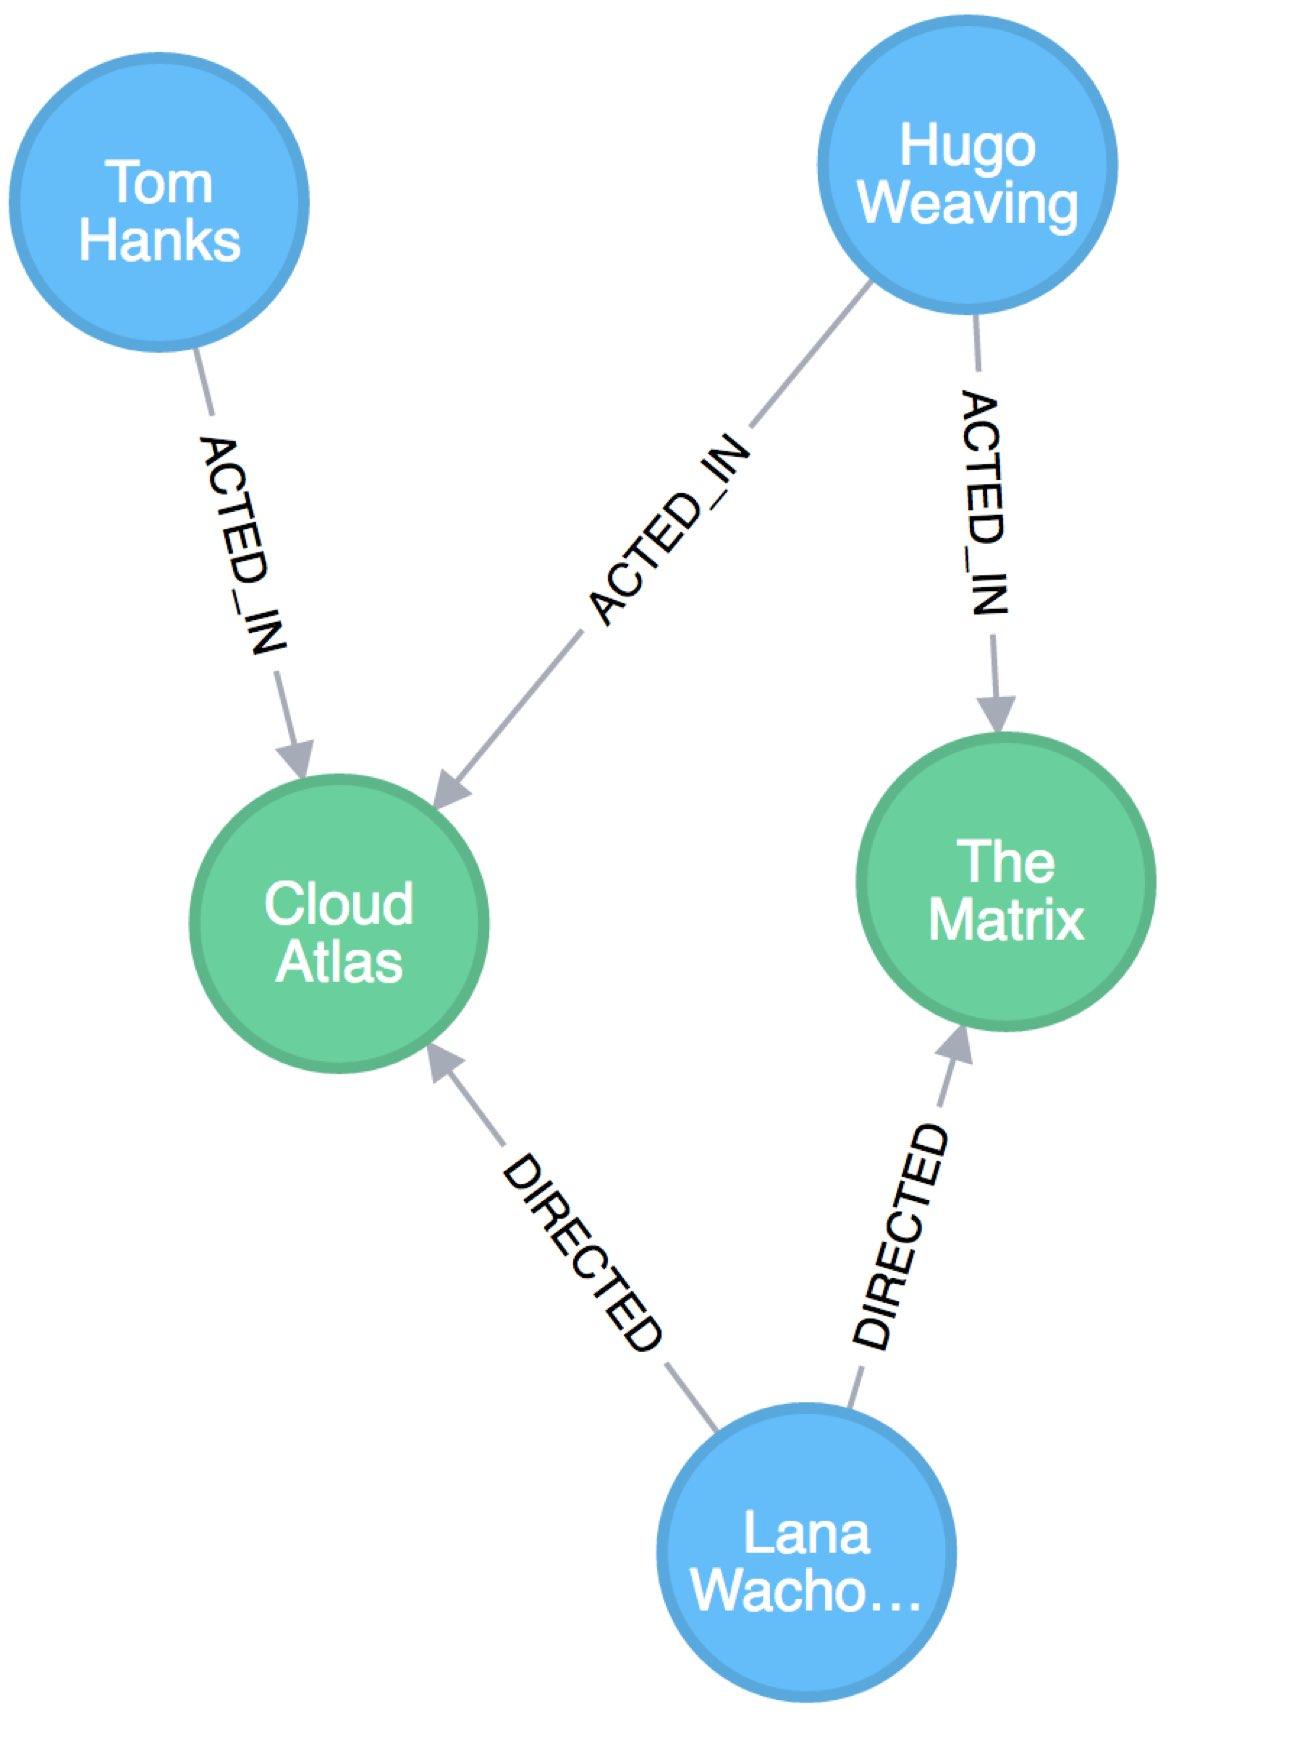 Tom
Hanks
Hugo
Weaving
ACTED_IN
ACTED_IN
ACTED_IN
Cloud
Atlas
The
Matrix
DIRECTED
DIRECTED
Lana
Wacho...